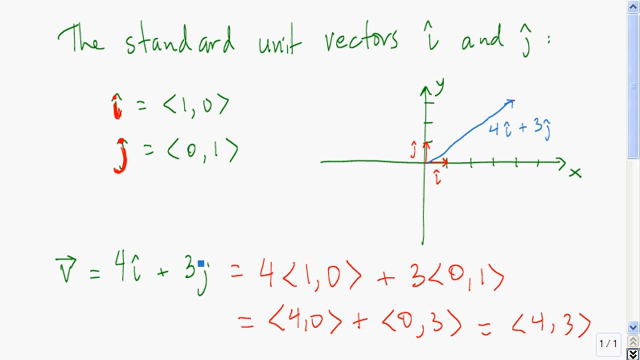 The standard unit vectors î and ĵ :
î = <1,0>
ĵ = <0,1>
y
4î + 3ĵ
ĵ
î
x
v⃗ = 4î + 3ĵ = 4<1,0> + 3<0,1>
= <4,0> + <0,3> = <4,3>
1/1